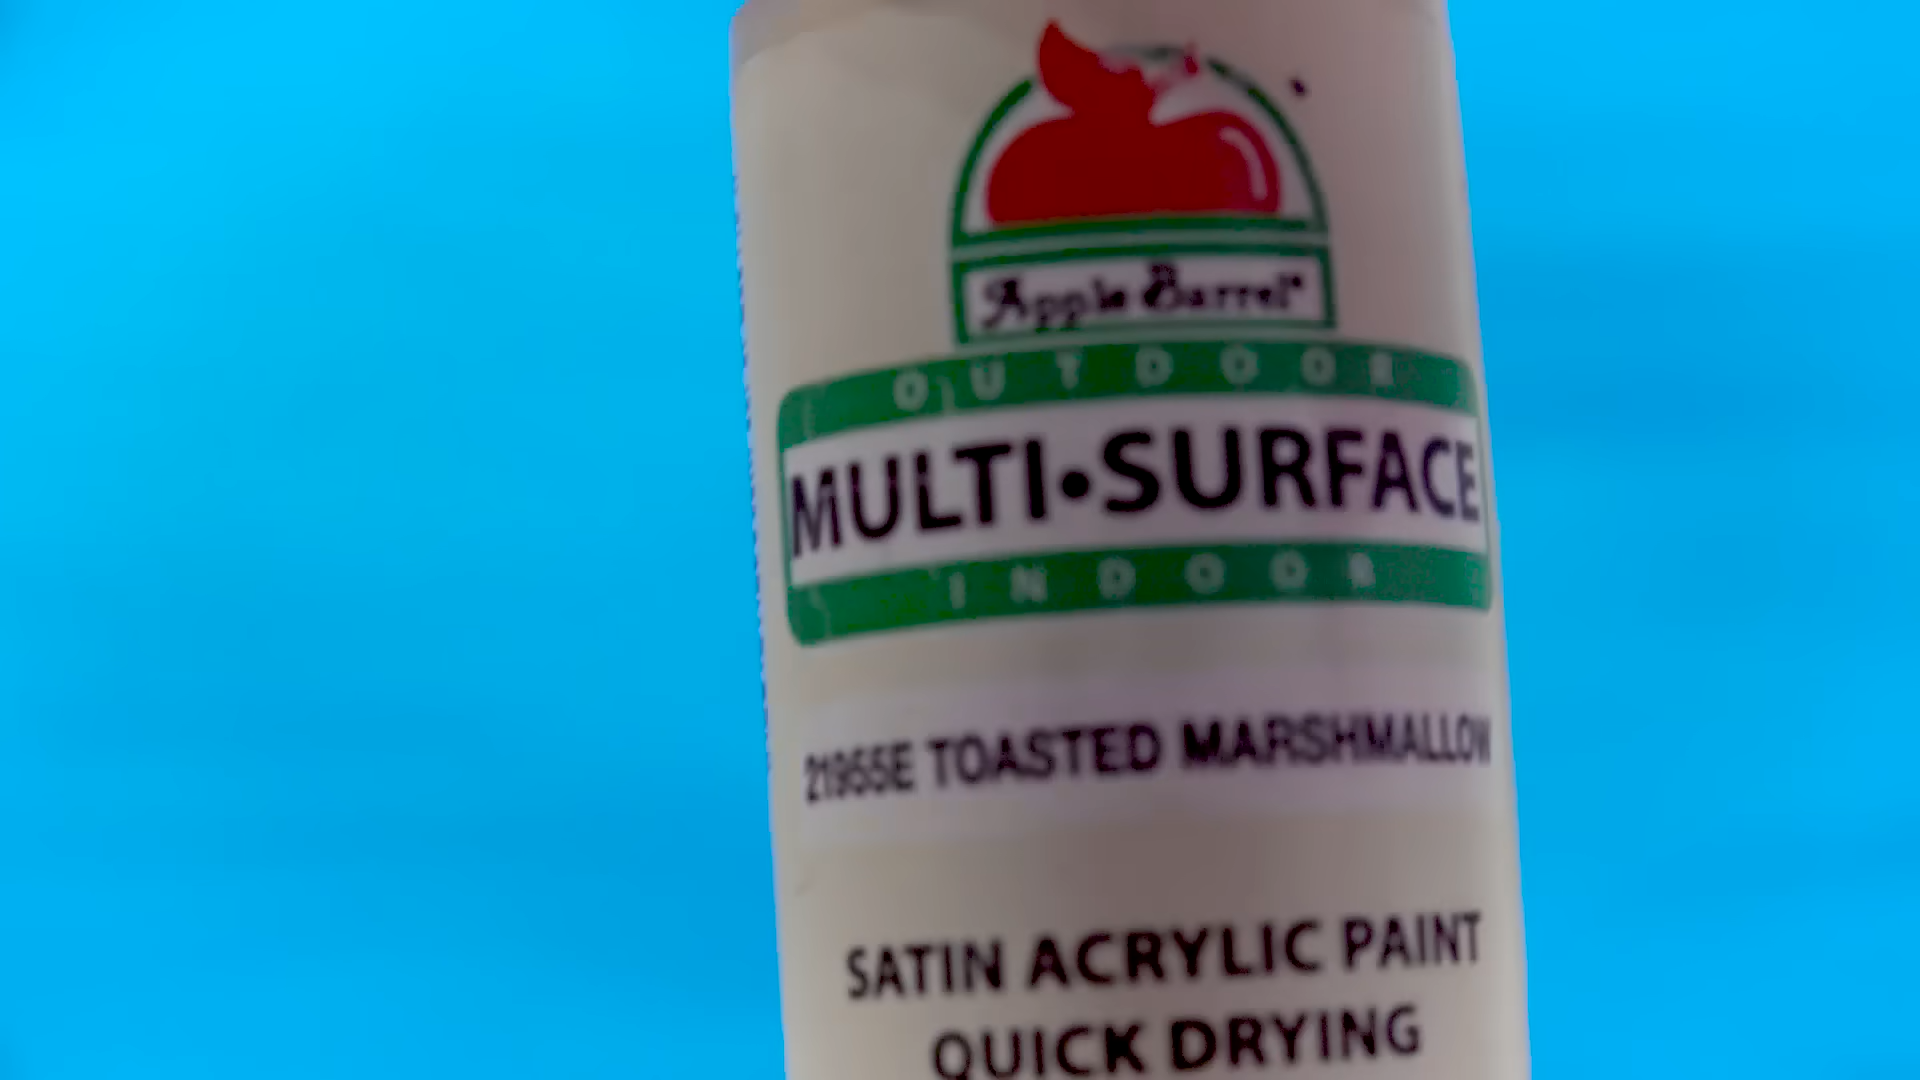 Apple Barrel®
OUTDOOR
MULTI•SURFACE
INDOOR
21955E TOASTED MARSHMALLOW
SATIN ACRYLIC PAINT
QUICK DRYING